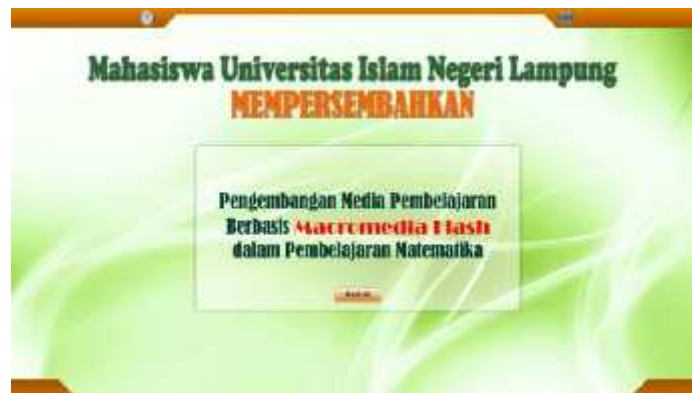 Mahasiswa Universitas Islam Negeri Lampung
MEMPERSEMBAHKAN
Pengembangan Media Pembelajaran
Berbasis Macromedia Flash
dalam Pembelajaran Matematika